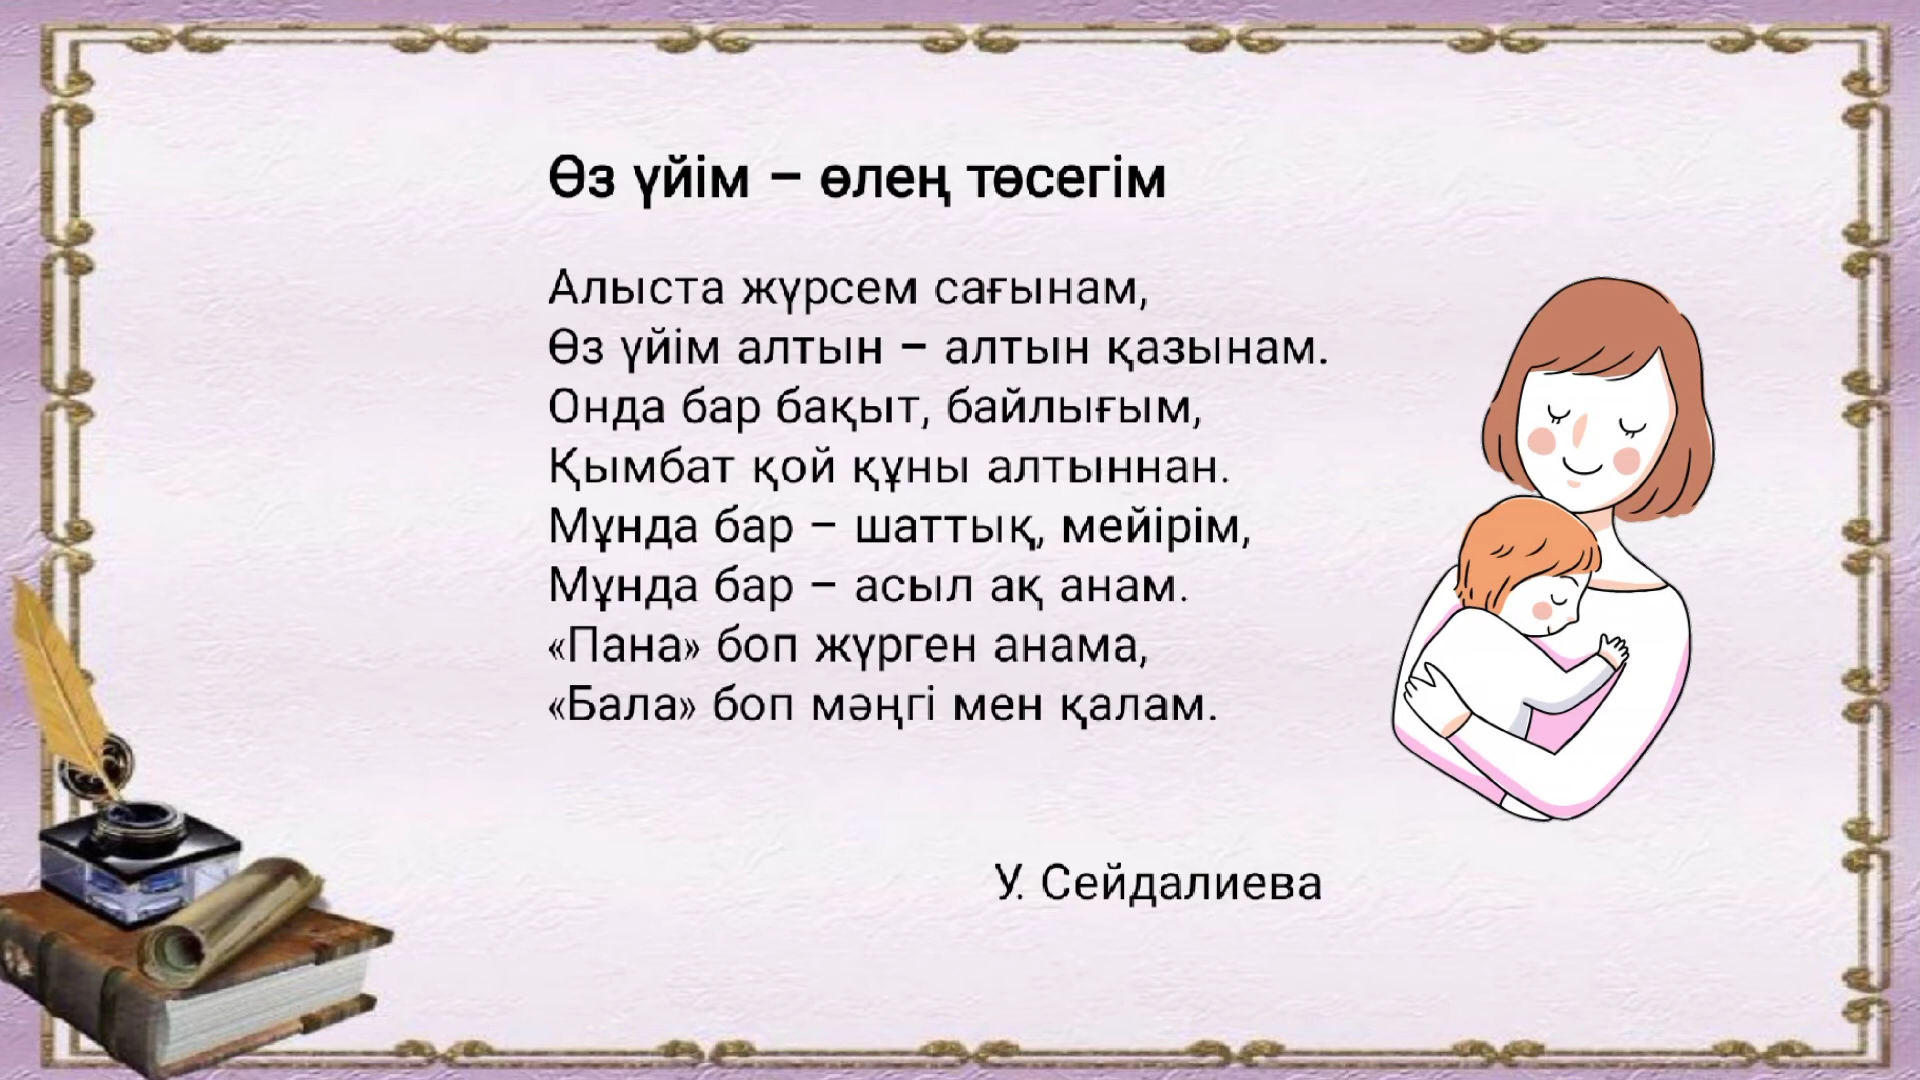 Өз үйім – өлең төсегім
Алыста жүрсем сағынам,
Өз үйім алтын – алтын қазынам.
Онда бар бақыт, байлығым,
Қымбат қой құны алтыннан.
Мұнда бар – шаттық, мейірім,
Мұнда бар – асыл ақ анам.
«Пана» боп жүрген анама,
«Бала» боп мәңгі мен қалам.
У. Сейдалиева